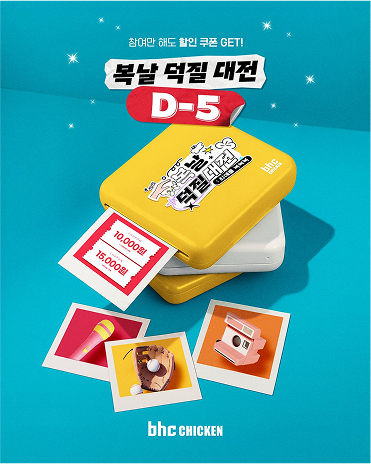 참여만 해도 할인 쿠폰 GET!
복날 덕질 대전
D-5
bhc
CHICKEN
덕질 대전
10,000원
15,000원
bhc CHICKEN